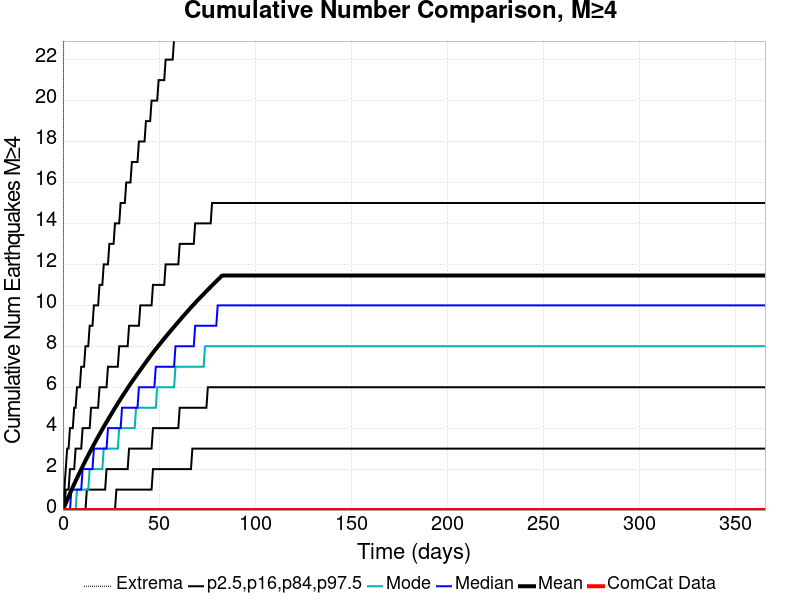 Cumulative Number Comparison, M≥4
Cumulative Num Earthquakes M≥4
22
20
18
16
14
12
10
8
6
4
2
0
0 50 100 150 200 250 300 350
Time (days)
Extrema p2.5,p16,p84,p97.5 Mode Median Mean ComCat Data